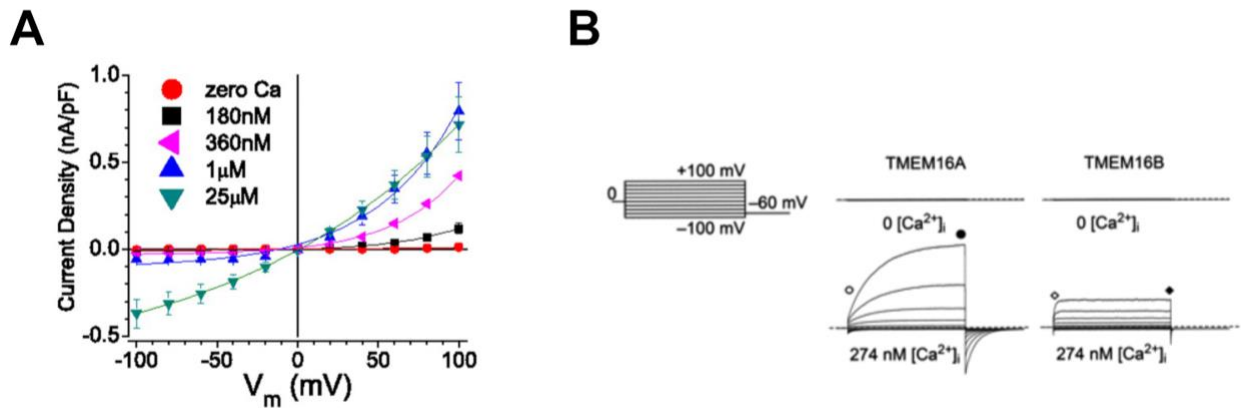 A
B
1.0
0.5
0.0
-0.5
Current Density (nA/pF)
zero Ca
180nM
360nM
1μM
25μM
-100
-50
0
50
100
Vm (mV)
+100 mV
0
–60 mV
–100 mV
TMEM16A
0 [Ca2+]i
274 nM [Ca2+]i
TMEM16B
0 [Ca2+]i
274 nM [Ca2+]i